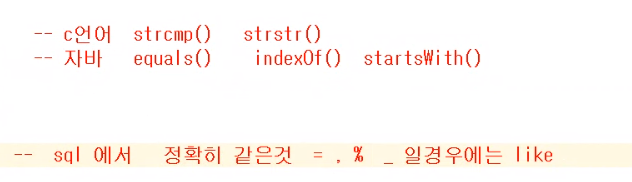 -- c언어 strcmp() strstr()
-- 자바 equals() indexOf() startsWith()
-- sql 에서 정확히 같은것 = , % _ 일경우에는 like